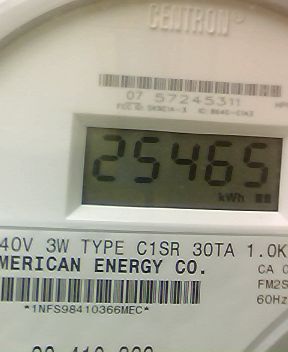 CENTRON®
07 57245311
25465
kWh
40V 3W TYPE C1SR 30TA 1.0K
MERICAN ENERGY CO.
CA 0
FM2S
60Hz
*1NFS98410366MEC*